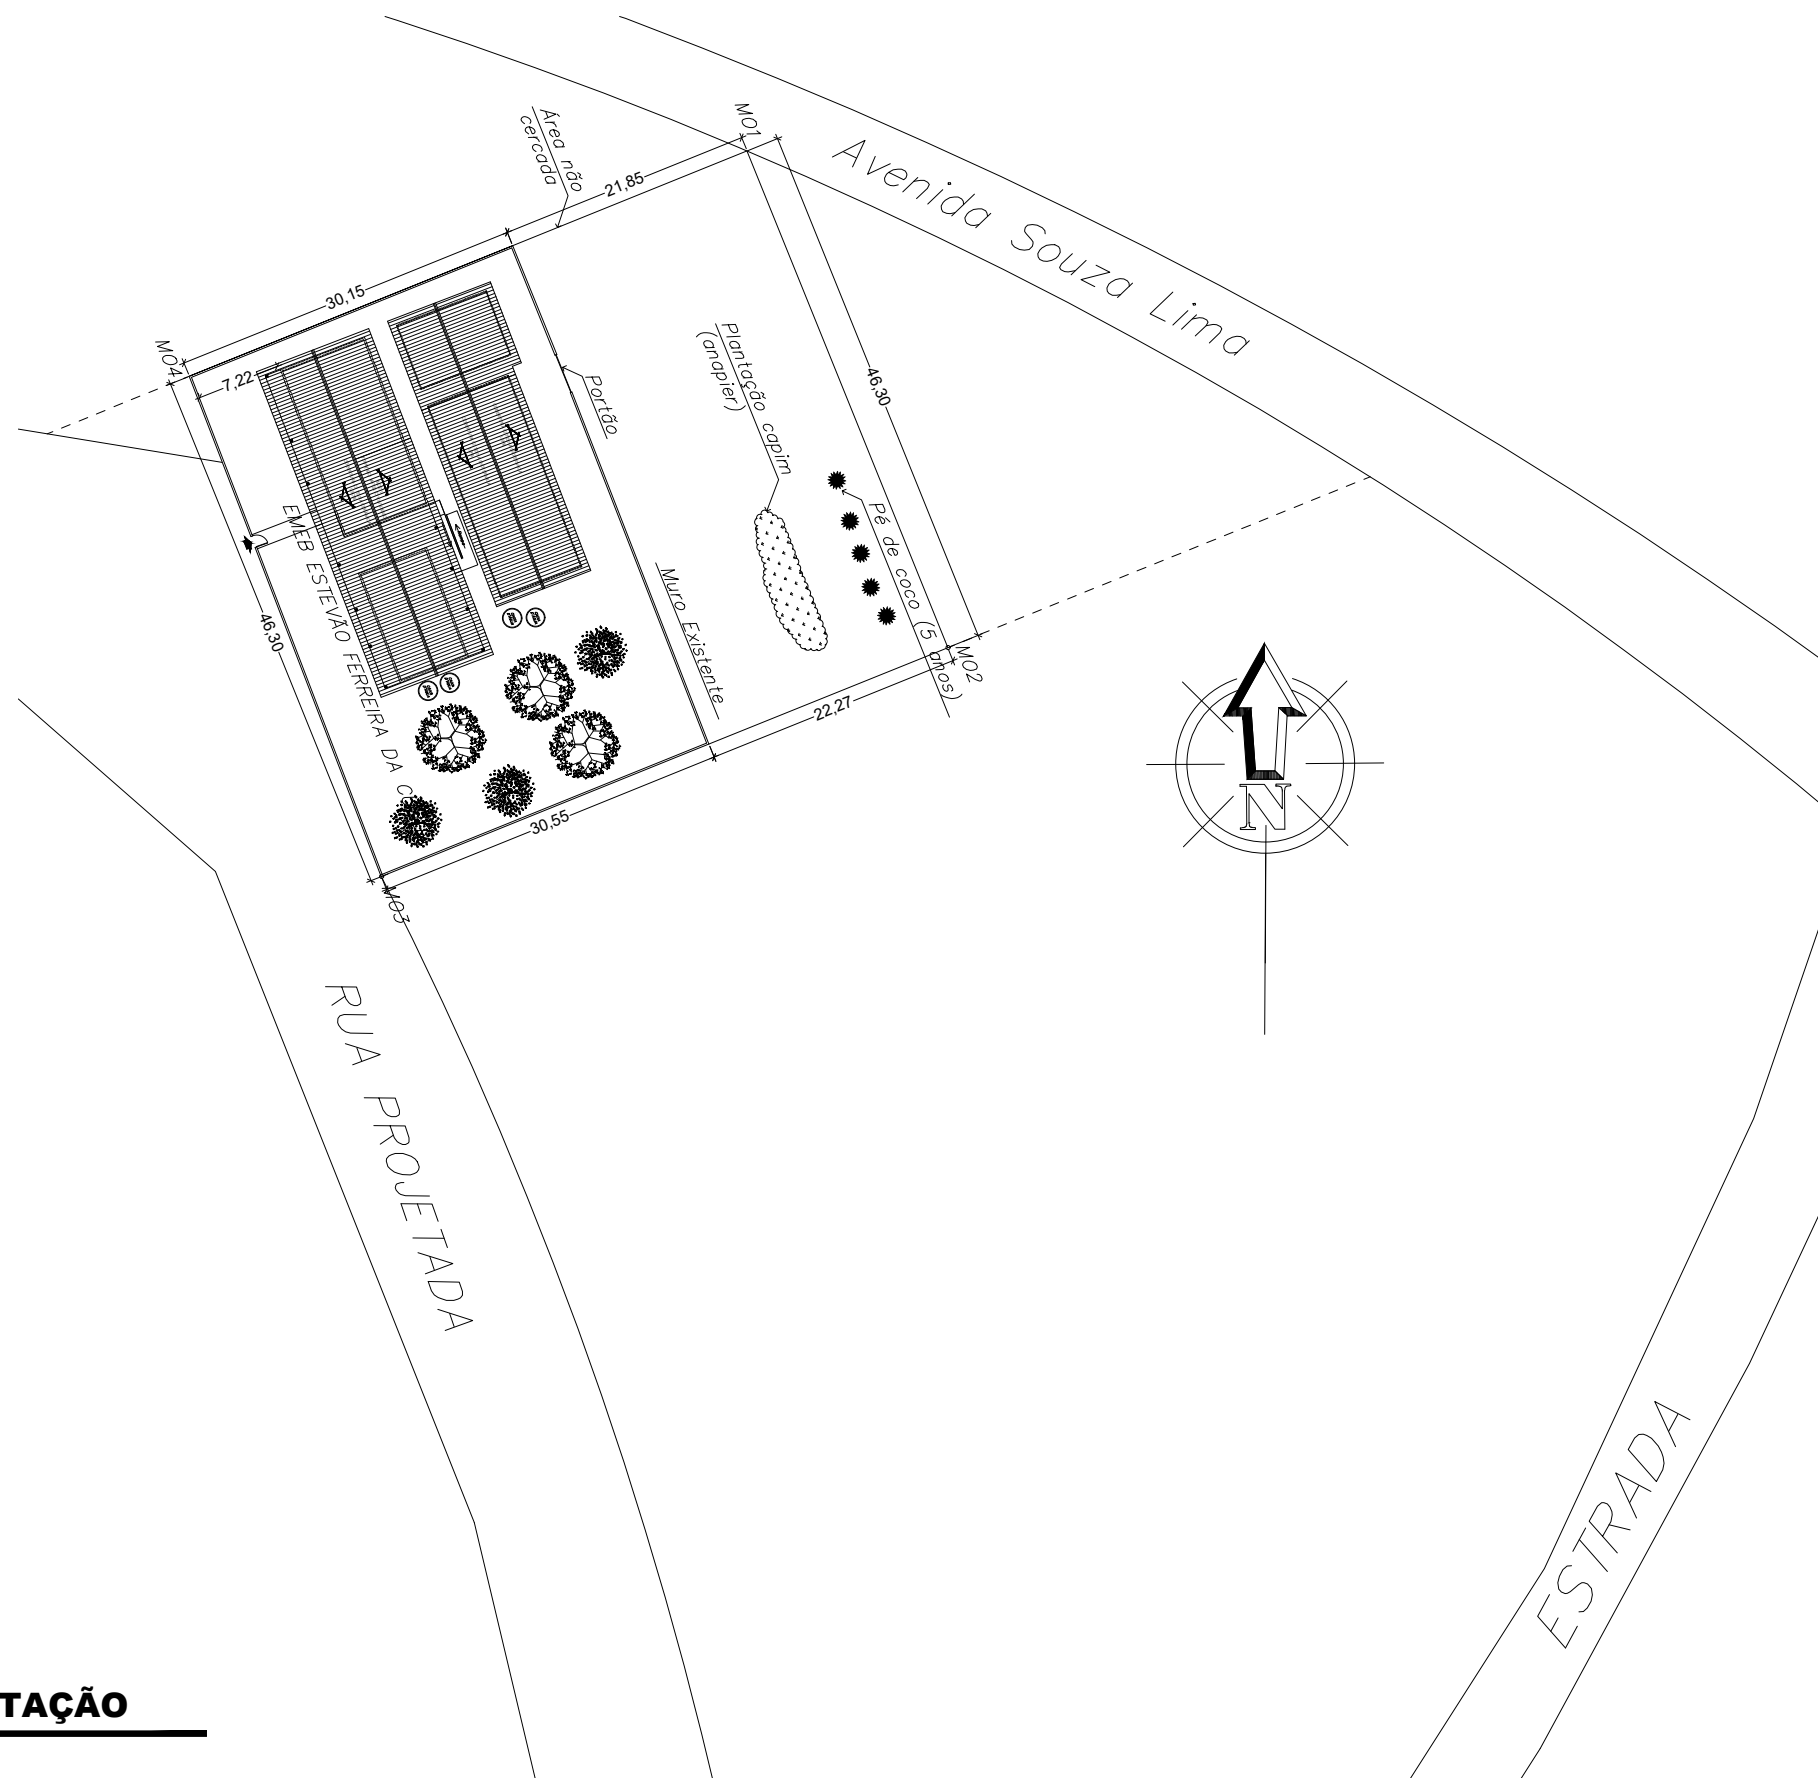 M01
Área não
cercada
21,85
Avenida Souza Lima
30,15
M04
7,22
Plantação capim
(anapier)
Portão
46,30
Pé de coco (5 anos)
EMEB ESTEVÃO FERREIRA DA
Muro Existente
46,30
M02
22,27
30,55
M03
N
RUA PROJETADA
ESTRADA
TAÇÃO